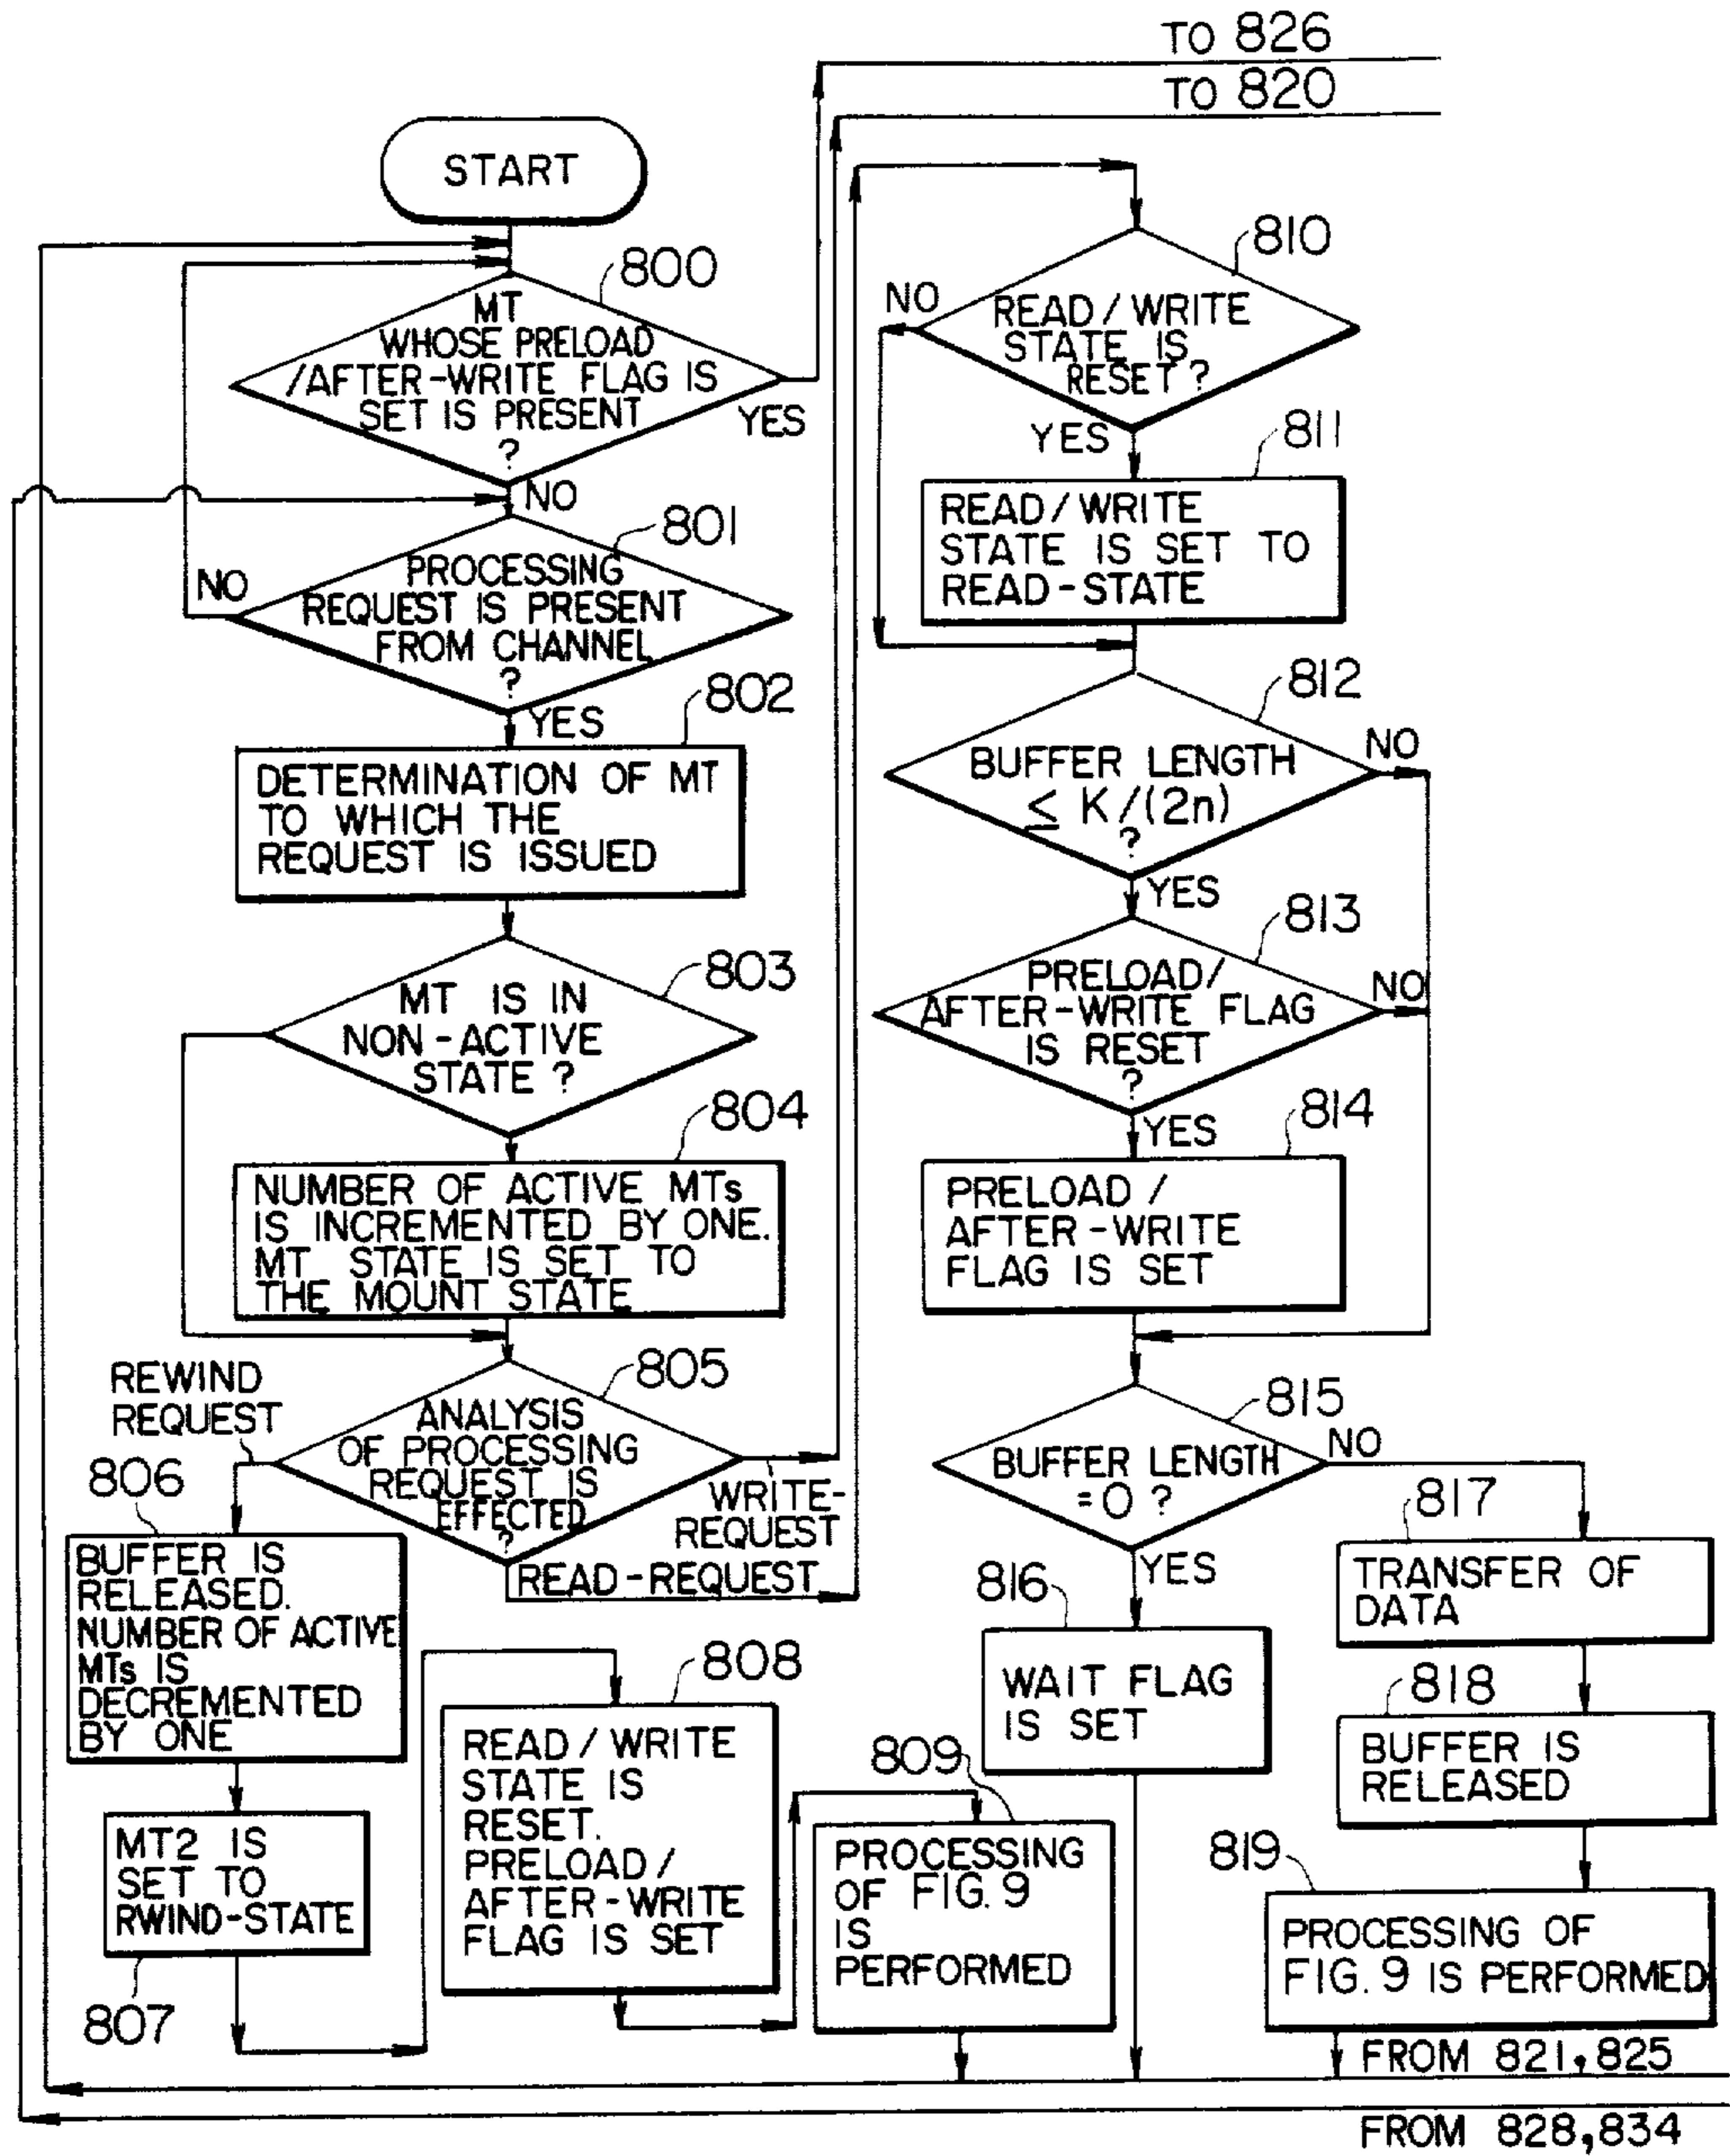 TO 826
TO 820
START
800
MT
WHOSE PRELOAD
/AFTER-WRITE FLAG IS
SET IS PRESENT
?
YES
NO
801
PROCESSING
REQUEST IS PRESENT
FROM CHANNEL
?
NO
YES
802
DETERMINATION OF MT
TO WHICH THE
REQUEST IS ISSUED
803
MT IS IN
NON-ACTIVE
STATE ?
804
NUMBER OF ACTIVE MTs
IS INCREMENTED BY ONE.
MT STATE IS SET TO
THE MOUNT STATE
805
ANALYSIS
OF PROCESSING
REQUEST IS
EFFECTED
?
REWIND
REQUEST
WRITE-
REQUEST
READ-REQUEST
806
BUFFER IS
RELEASED.
NUMBER OF ACTIVE
MTs IS
DECREMENTED
BY ONE
MT2 IS
SET TO
RWIND-STATE
807
808
READ / WRITE
STATE IS
RESET.
PRELOAD /
AFTER-WRITE
FLAG IS SET
809
PROCESSING
OF FIG. 9
IS
PERFORMED
810
READ / WRITE
STATE IS
RESET ?
NO
YES
811
READ / WRITE
STATE IS SET TO
READ-STATE
812
BUFFER LENGTH
≤ K /(2n)
?
NO
YES
813
PRELOAD/
AFTER-WRITE FLAG
IS RESET
?
NO
YES
814
PRELOAD /
AFTER-WRITE
FLAG IS SET
815
BUFFER LENGTH
=0 ?
NO
YES
816
WAIT FLAG
IS SET
817
TRANSFER OF
DATA
818
BUFFER IS
RELEASED
819
PROCESSING OF
FIG. 9 IS PERFORMED
FROM 821,825
FROM 828,834